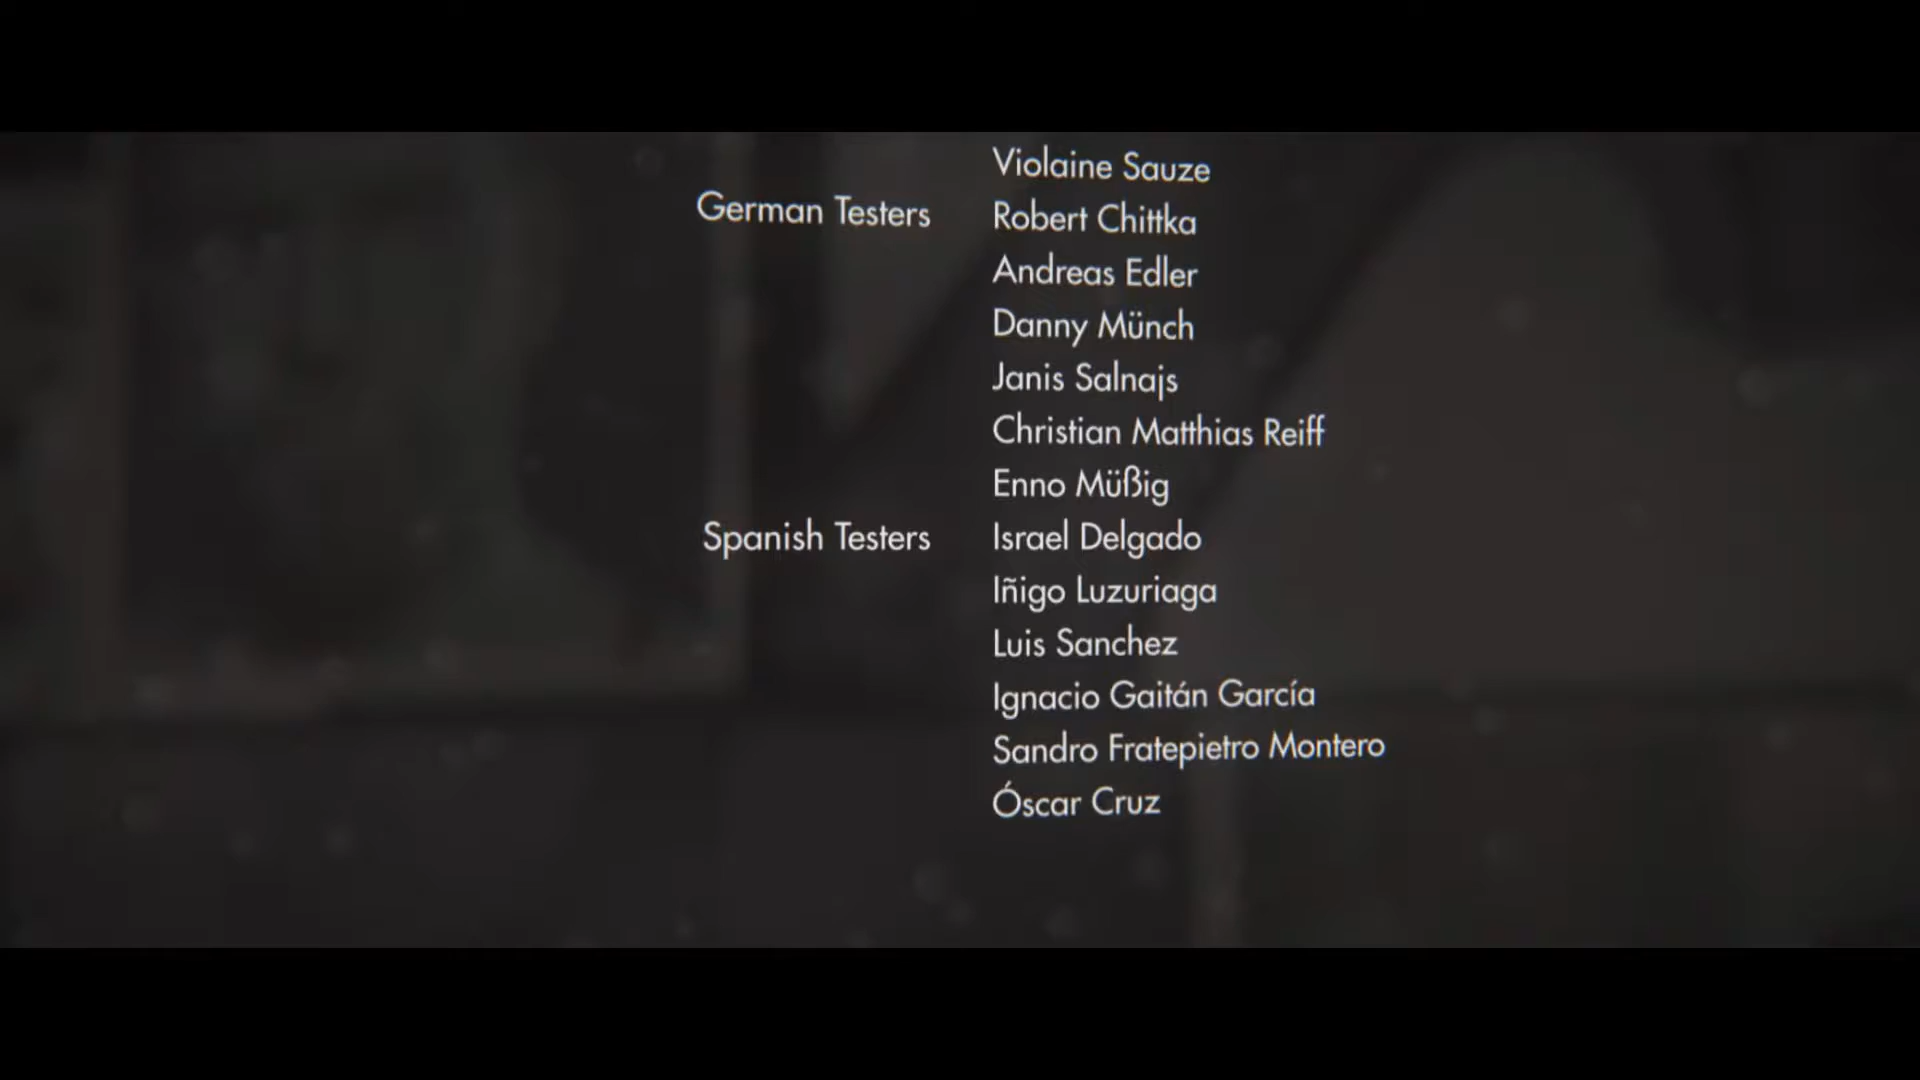 Violaine Sauze
German Testers Robert Chittka
Andreas Edler
Danny Münch
Janis Salnajs
Christian Matthias Reiff
Enno Müßig
Spanish Testers Israel Delgado
Iñigo Luzuriaga
Luis Sanchez
Ignacio Gaitán García
Sandro Fratepietro Montero
Óscar Cruz